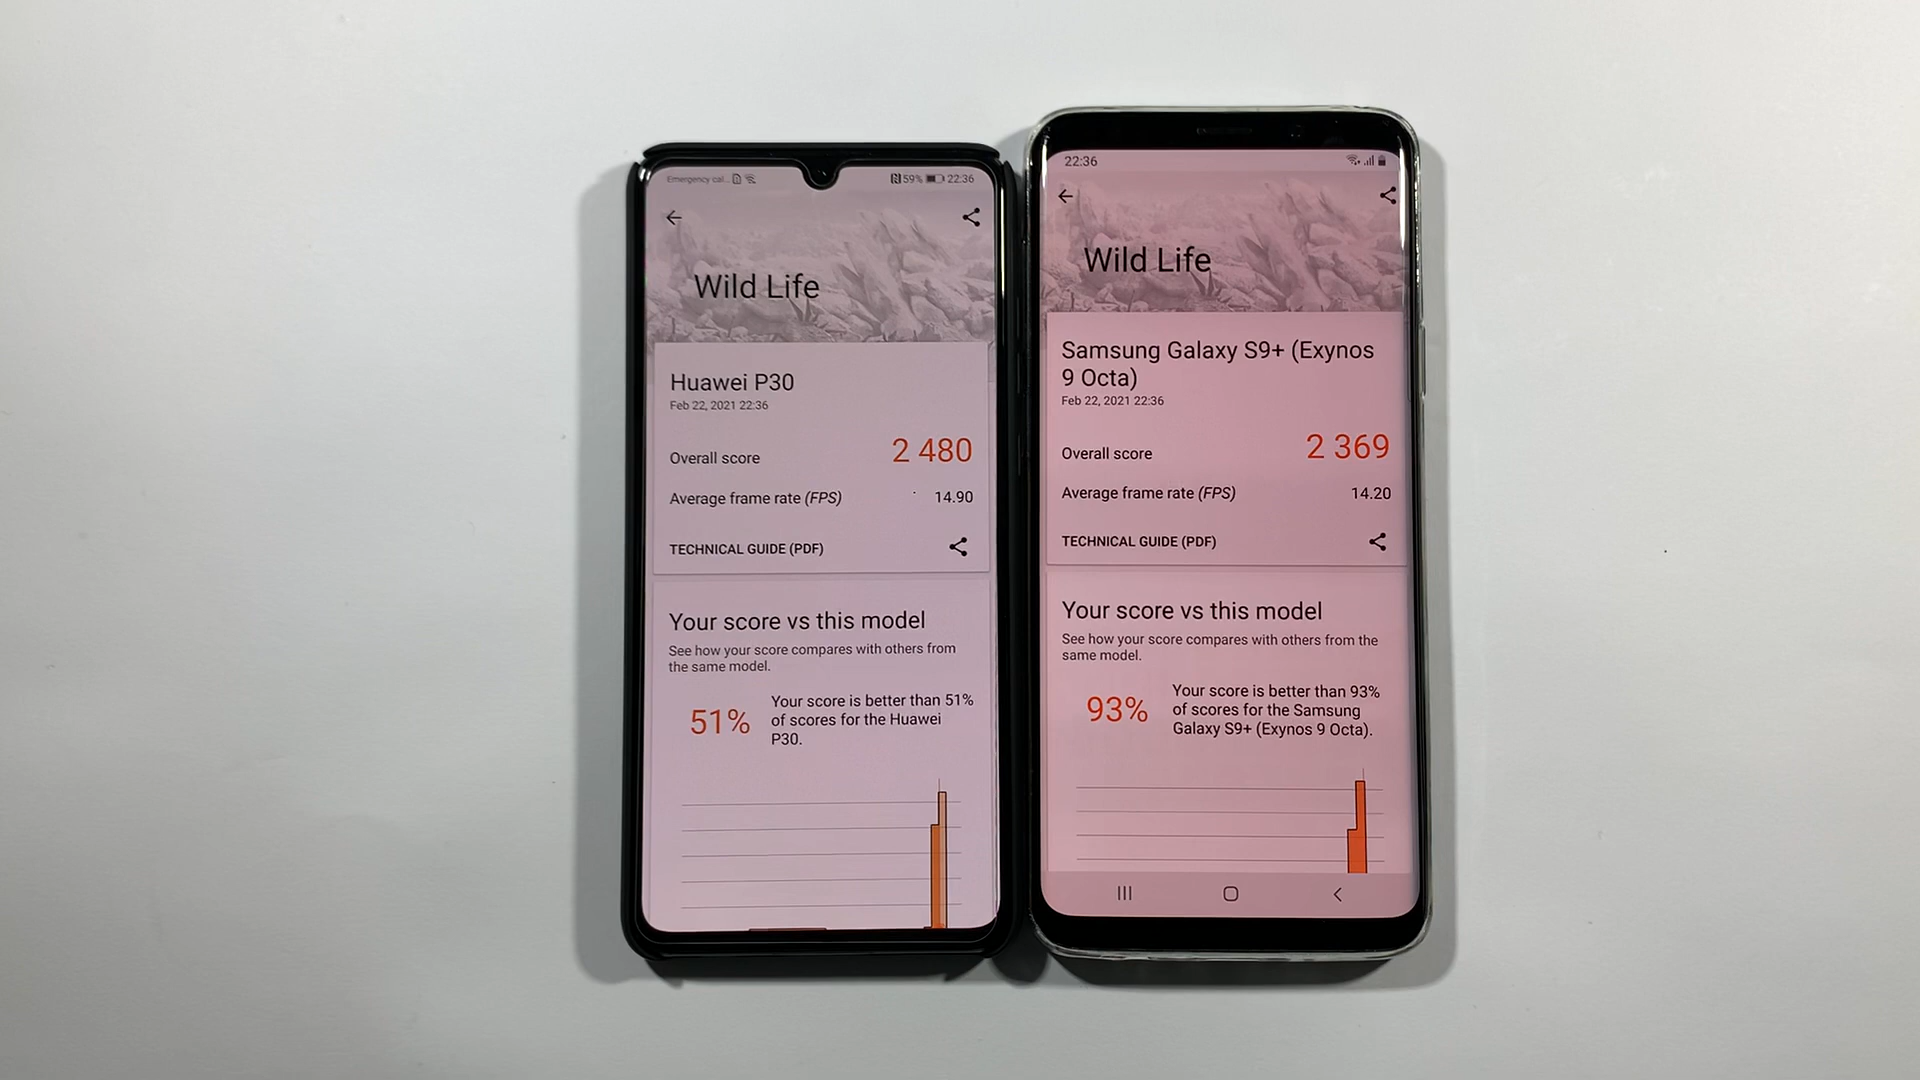 Emergency cal...
59% 22:36
Wild Life
Huawei P30
Feb 22, 2021 22:36
Overall score 2 480
Average frame rate (FPS) 14.90
TECHNICAL GUIDE (PDF)
Your score vs this model
See how your score compares with others from
the same model.
51%
Your score is better than 51%
of scores for the Huawei
P30.
22:36
Wild Life
Samsung Galaxy S9+ (Exynos
9 Octa)
Feb 22, 2021 22:36
Overall score 2 369
Average frame rate (FPS) 14.20
TECHNICAL GUIDE (PDF)
Your score vs this model
See how your score compares with others from the
same model.
93%
Your score is better than 93%
of scores for the Samsung
Galaxy S9+ (Exynos 9 Octa).